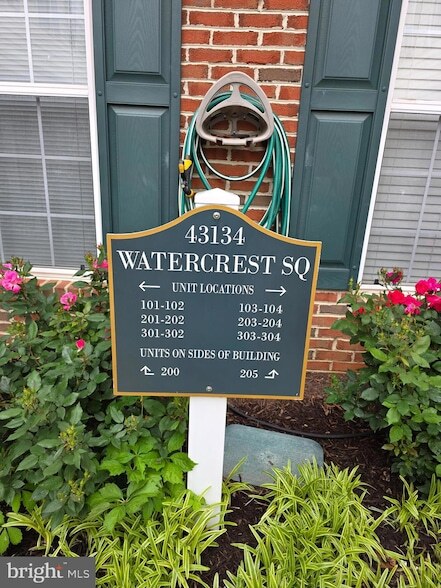 43134
WATERCREST SQ
← UNIT LOCATIONS →
101-102 103-104
201-202 203-204
301-302 303-304
UNITS ON SIDES OF BUILDING
↰ 200 205 ↱
bright MLS